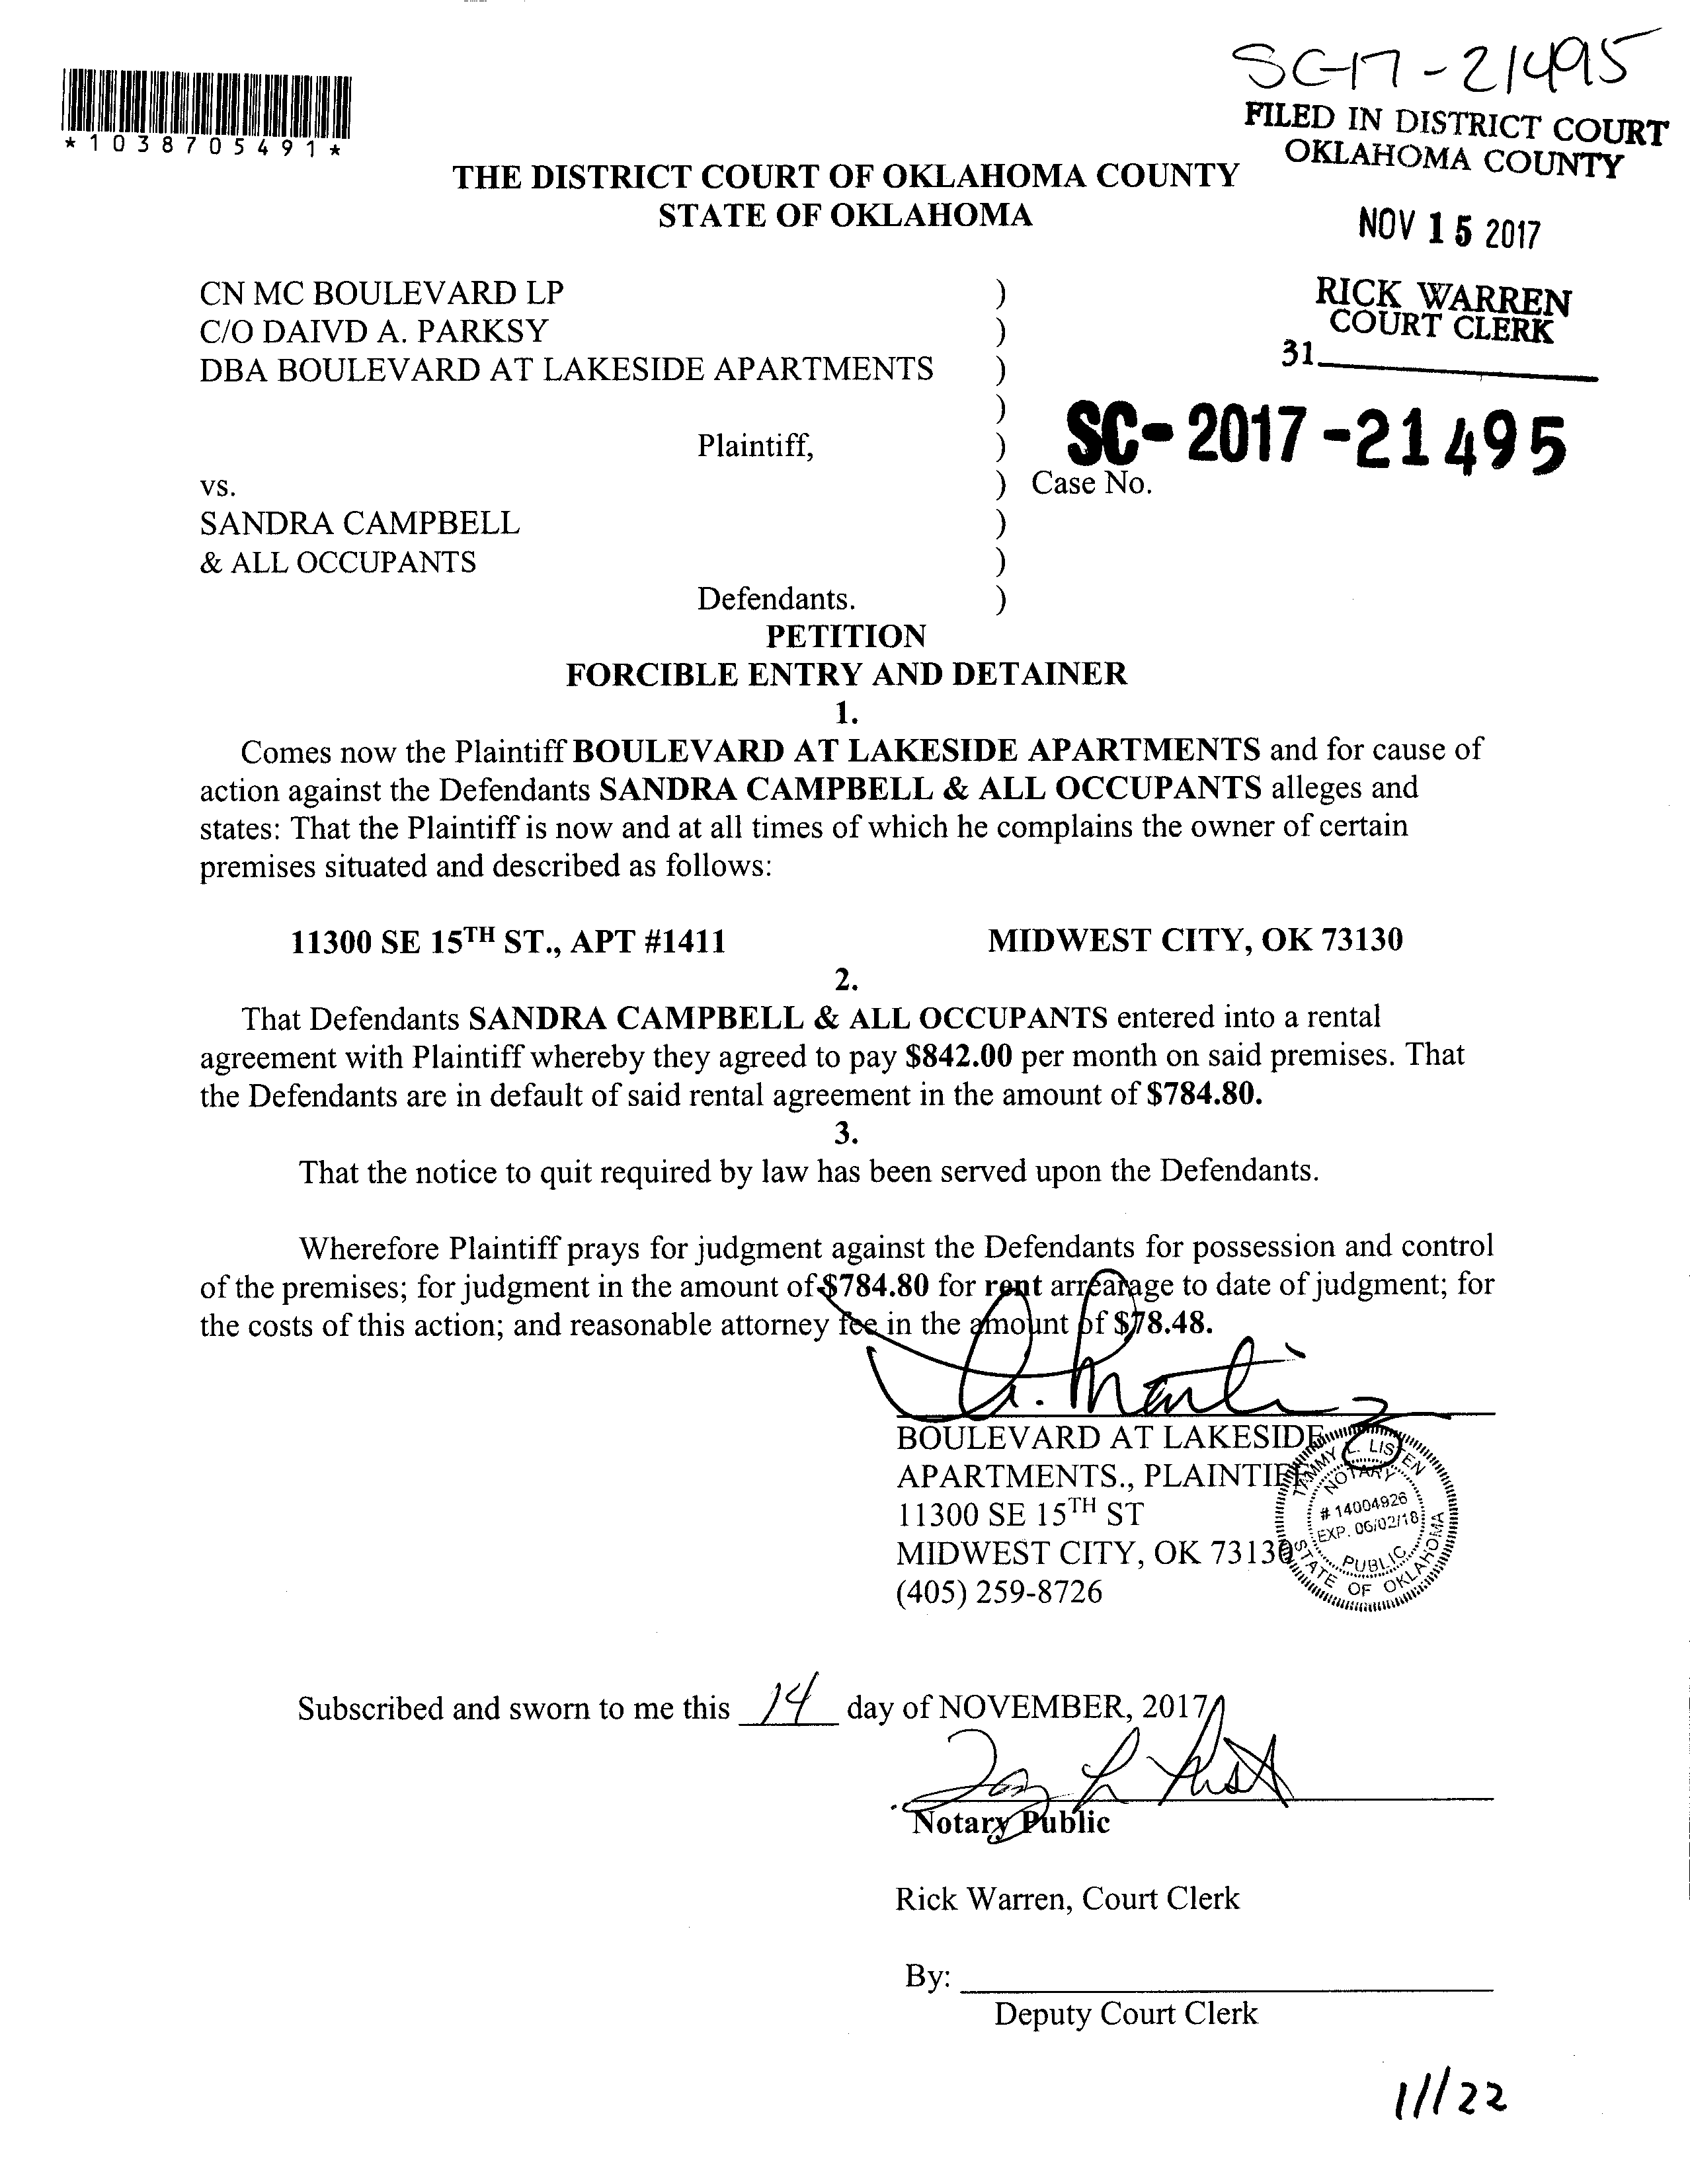 SC-17-21495
FILED IN DISTRICT COURT
OKLAHOMA COUNTY
*1038705491*
THE DISTRICT COURT OF OKLAHOMA COUNTY
STATE OF OKLAHOMA
NOV 15 2017
RICK WARREN
COURT CLERK
31
CN MC BOULEVARD LP )
C/O DAIVD A. PARKSY )
DBA BOULEVARD AT LAKESIDE APARTMENTS )
)
Plaintiff, ) SC-2017-21495
vs. ) Case No.
SANDRA CAMPBELL )
& ALL OCCUPANTS )
Defendants. )
PETITION
FORCIBLE ENTRY AND DETAINER
1.
Comes now the Plaintiff BOULEVARD AT LAKESIDE APARTMENTS and for cause of
action against the Defendants SANDRA CAMPBELL & ALL OCCUPANTS alleges and
states: That the Plaintiff is now and at all times of which he complains the owner of certain
premises situated and described as follows:
11300 SE 15TH ST., APT #1411 MIDWEST CITY, OK 73130
2.
That Defendants SANDRA CAMPBELL & ALL OCCUPANTS entered into a rental
agreement with Plaintiff whereby they agreed to pay $842.00 per month on said premises. That
the Defendants are in default of said rental agreement in the amount of $784.80.
3.
That the notice to quit required by law has been served upon the Defendants.
Wherefore Plaintiff prays for judgment against the Defendants for possession and control
of the premises; for judgment in the amount of $784.80 for rent arrearage to date of judgment; for
the costs of this action; and reasonable attorney fee in the amount of $78.48.
BOULEVARD AT LAKESIDE
APARTMENTS., PLAINTIFF
11300 SE 15TH ST
MIDWEST CITY, OK 73130
(405) 259-8726
TAMMY L. LISTEN
NOTARY
# 14004926
EXP. 06/02/18
PUBLIC
STATE OF OKLAHOMA
Subscribed and sworn to me this 14 day of NOVEMBER, 2017
Notary Public
Rick Warren, Court Clerk
By:
Deputy Court Clerk
11/22